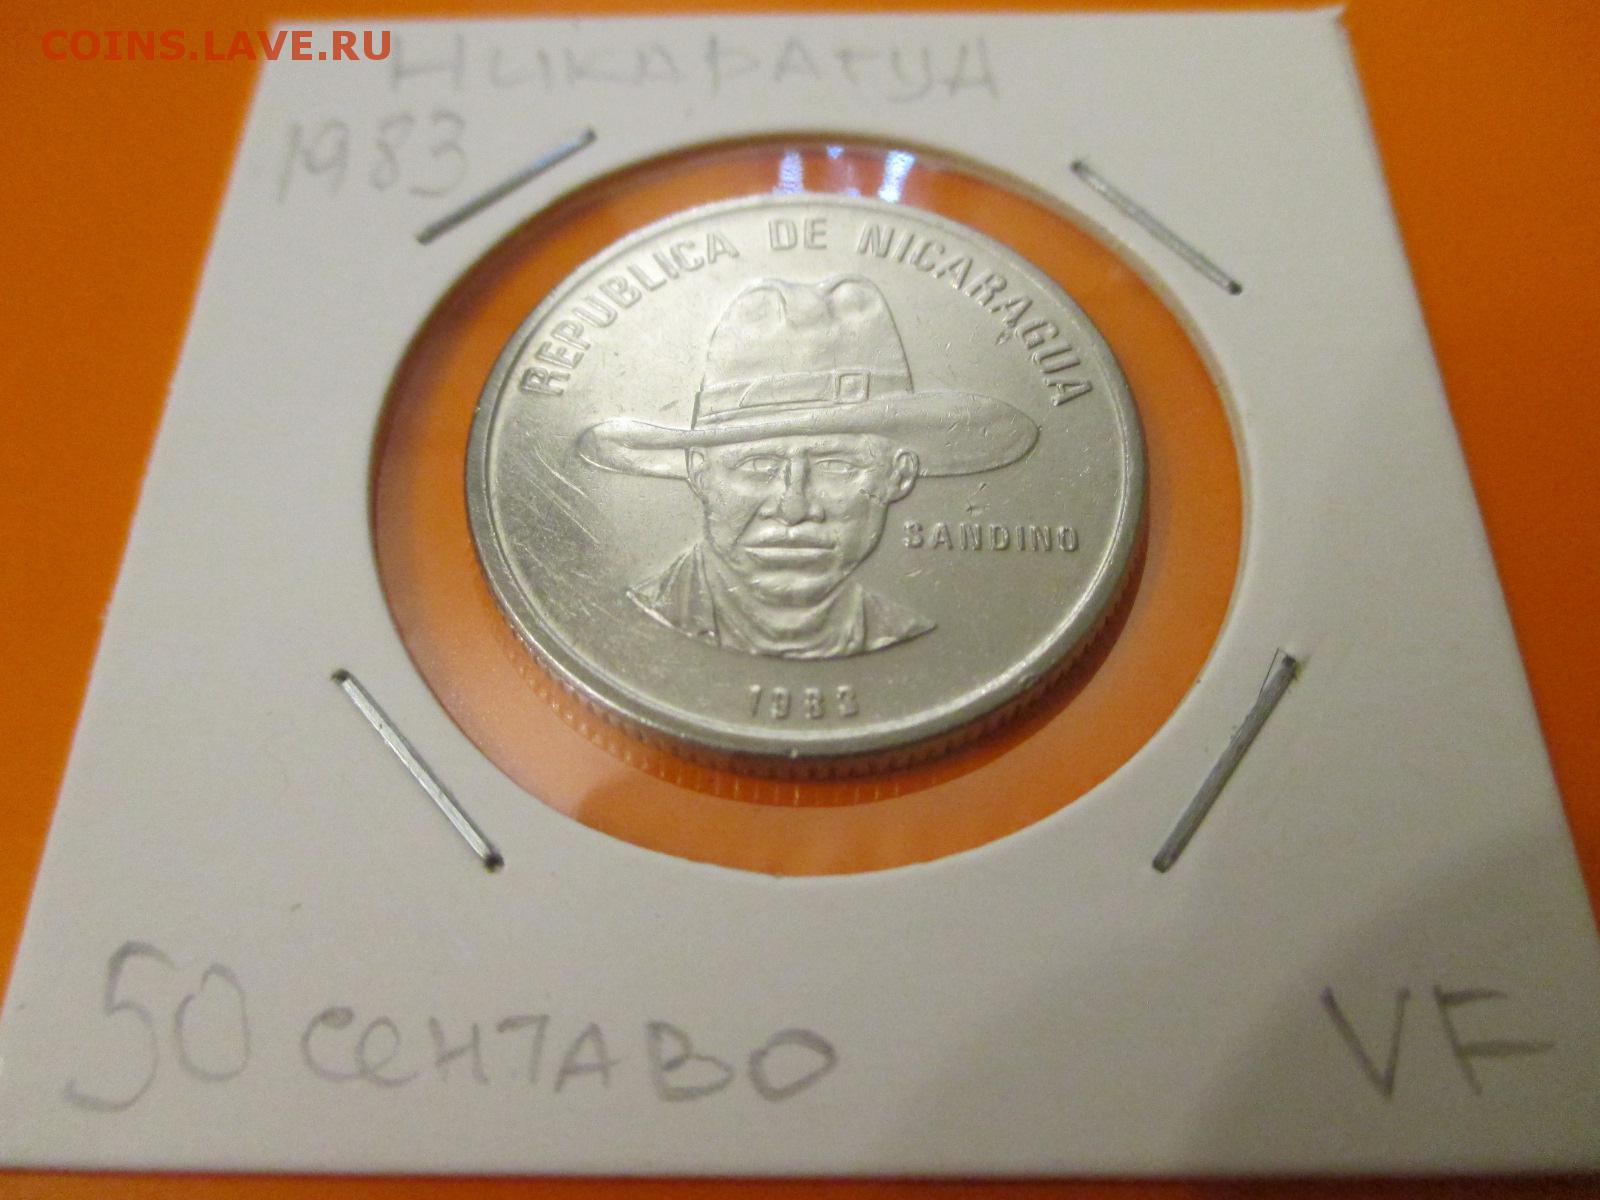 COINS.LAVE.RU
Никарагуа
1983
REPUBLICA DE NICARAGUA
SANDINO
1983
50 сентаво
VF